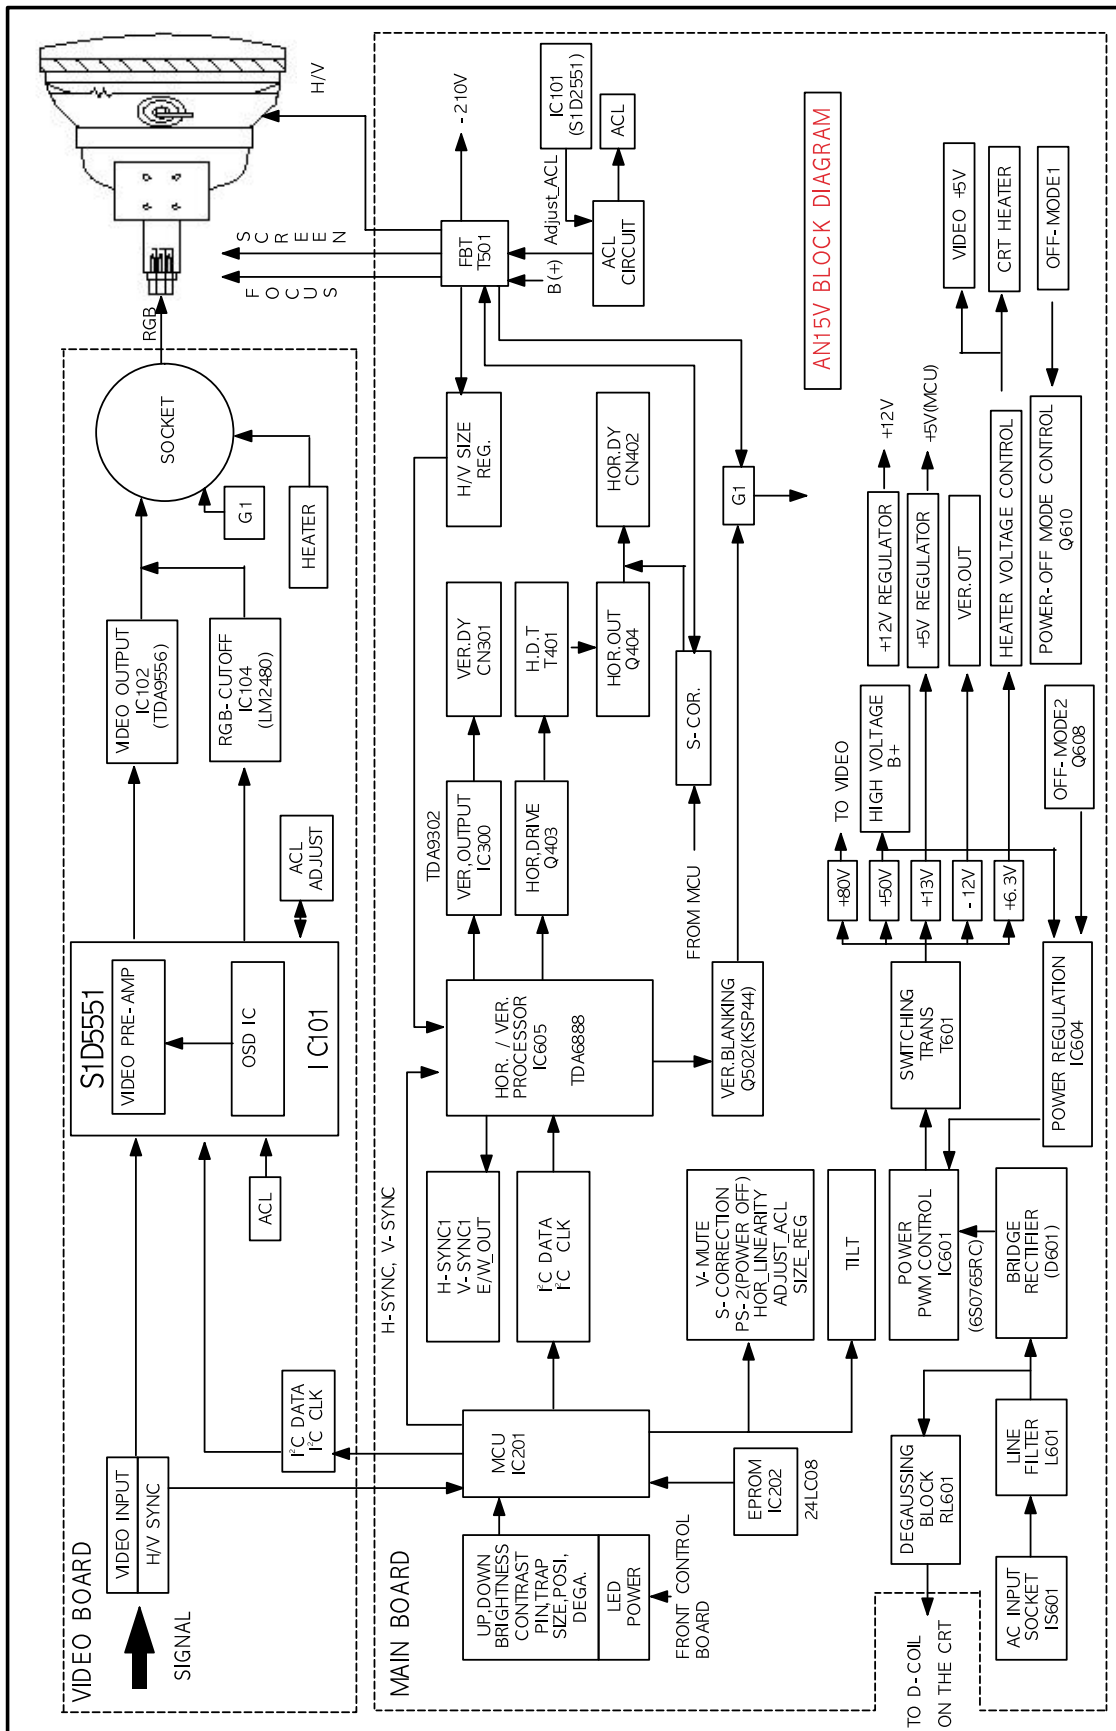 VIDEO BOARD
SIGNAL
VIDEO INPUT
H/V SYNC
I²C DATA
I²C CLK
ACL
S1D5551
VIDEO PRE-AMP
OSD IC
IC101
ACL
ADJUST
VIDEO OUTPUT
IC102
(TDA9556)
RGB-CUTOFF
IC104
(LM2480)
SOCKET
G1
HEATER
RGB
H/V
FOCUS
SCREEN
MAIN BOARD
UP,DOWN
BRIGHTNESS
CONTRAST
PIN,TRAP
SIZE,POSI,
DEGA.
LED
POWER
FRONT CONTROL
BOARD
MCU
IC201
EPROM
IC202
24LC08
H-SYNC, V-SYNC
H-SYNC1
V-SYNC1
E/W_OUT
I²C DATA
I²C CLK
V-MUTE
S-CORRECTION
PS-2(POWER OFF)
HOR_LINEARITY
ADJUST_ACL
SIZE_REG
TILT
HOR. / VER.
PROCESSOR
IC605
TDA6888
VER.BLANKING
Q502(KSP44)
TDA9302
VER,OUTPUT
IC300
HOR,DRIVE
Q403
FROM MCU
VER.DY
CN301
H.D.T
T401
HOR.OUT
Q404
S-COR.
H/V SIZE
REG.
HOR.DY
CN402
G1
FBT
T501
-210V
B(+)
Adjust_ACL
ACL
CIRCUIT
IC101
(S1D2551)
ACL
AN15V BLOCK DIAGRAM
TO D-COIL
ON THE CRT
DEGAUSSING
BLOCK
RL601
AC INPUT
SOCKET
IS601
LINE
FILTER
L601
BRIDGE
RECTIFIER
(D601)
POWER
PWM CONTROL
IC601
(6S0765RC)
SWITCHING
TRANS
T601
POWER REGULATION
IC604
+80V
+50V
+13V
-12V
+6.3V
TO VIDEO
HIGH VOLTAGE
B+
OFF-MODE2
Q608
+12V REGULATOR
+5V REGULATOR
VER.OUT
HEATER VOLTAGE CONTROL
POWER-OFF MODE CONTROL
Q610
+12V
+5V(MCU)
VIDEO +5V
CRT HEATER
OFF-MODE1